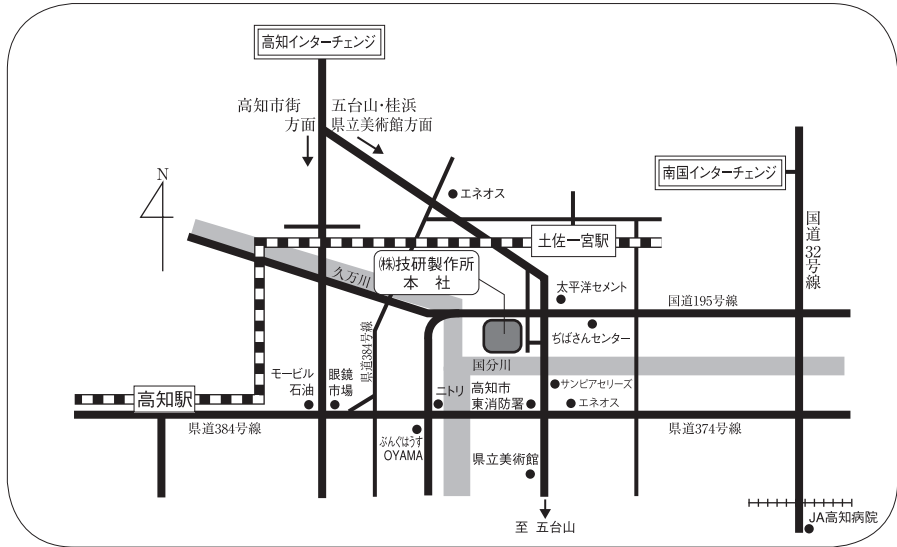 高知インターチェンジ
高知市街
方面
五台山・桂浜
県立美術館方面
N
エネオス
南国インターチェンジ
国道32号線
土佐一宮駅
㈱技研製作所
本 社
久万川
太平洋セメント
国道195号線
県道384号線
ぢばさんセンター
国分川
モービル
石油
眼鏡
市場
ニトリ
高知市
東消防署
サンピアセリーズ
エネオス
高知駅
県道384号線
県道374号線
ぶんぐはうす
OYAMA
県立美術館
至 五台山
JA高知病院